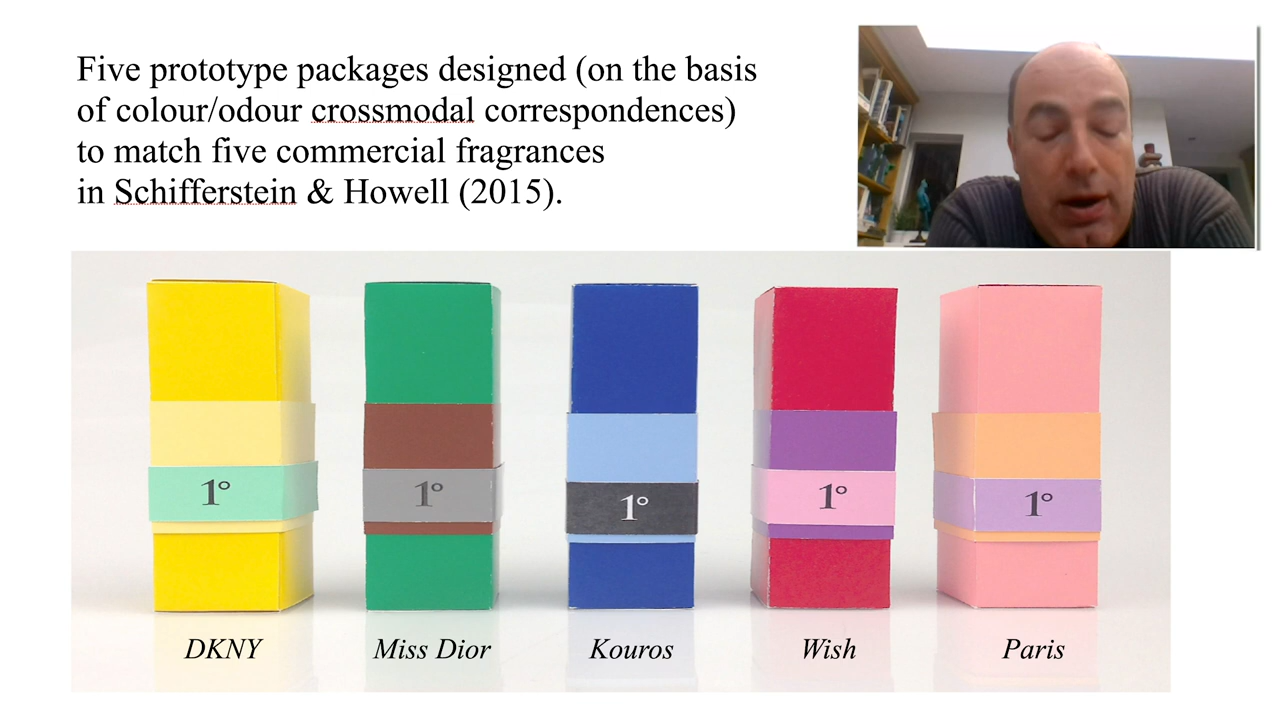 Five prototype packages designed (on the basis
of colour/odour crossmodal correspondences)
to match five commercial fragrances
in Schifferstein & Howell (2015).
1° 1° 1° 1° 1°
DKNY Miss Dior Kouros Wish Paris